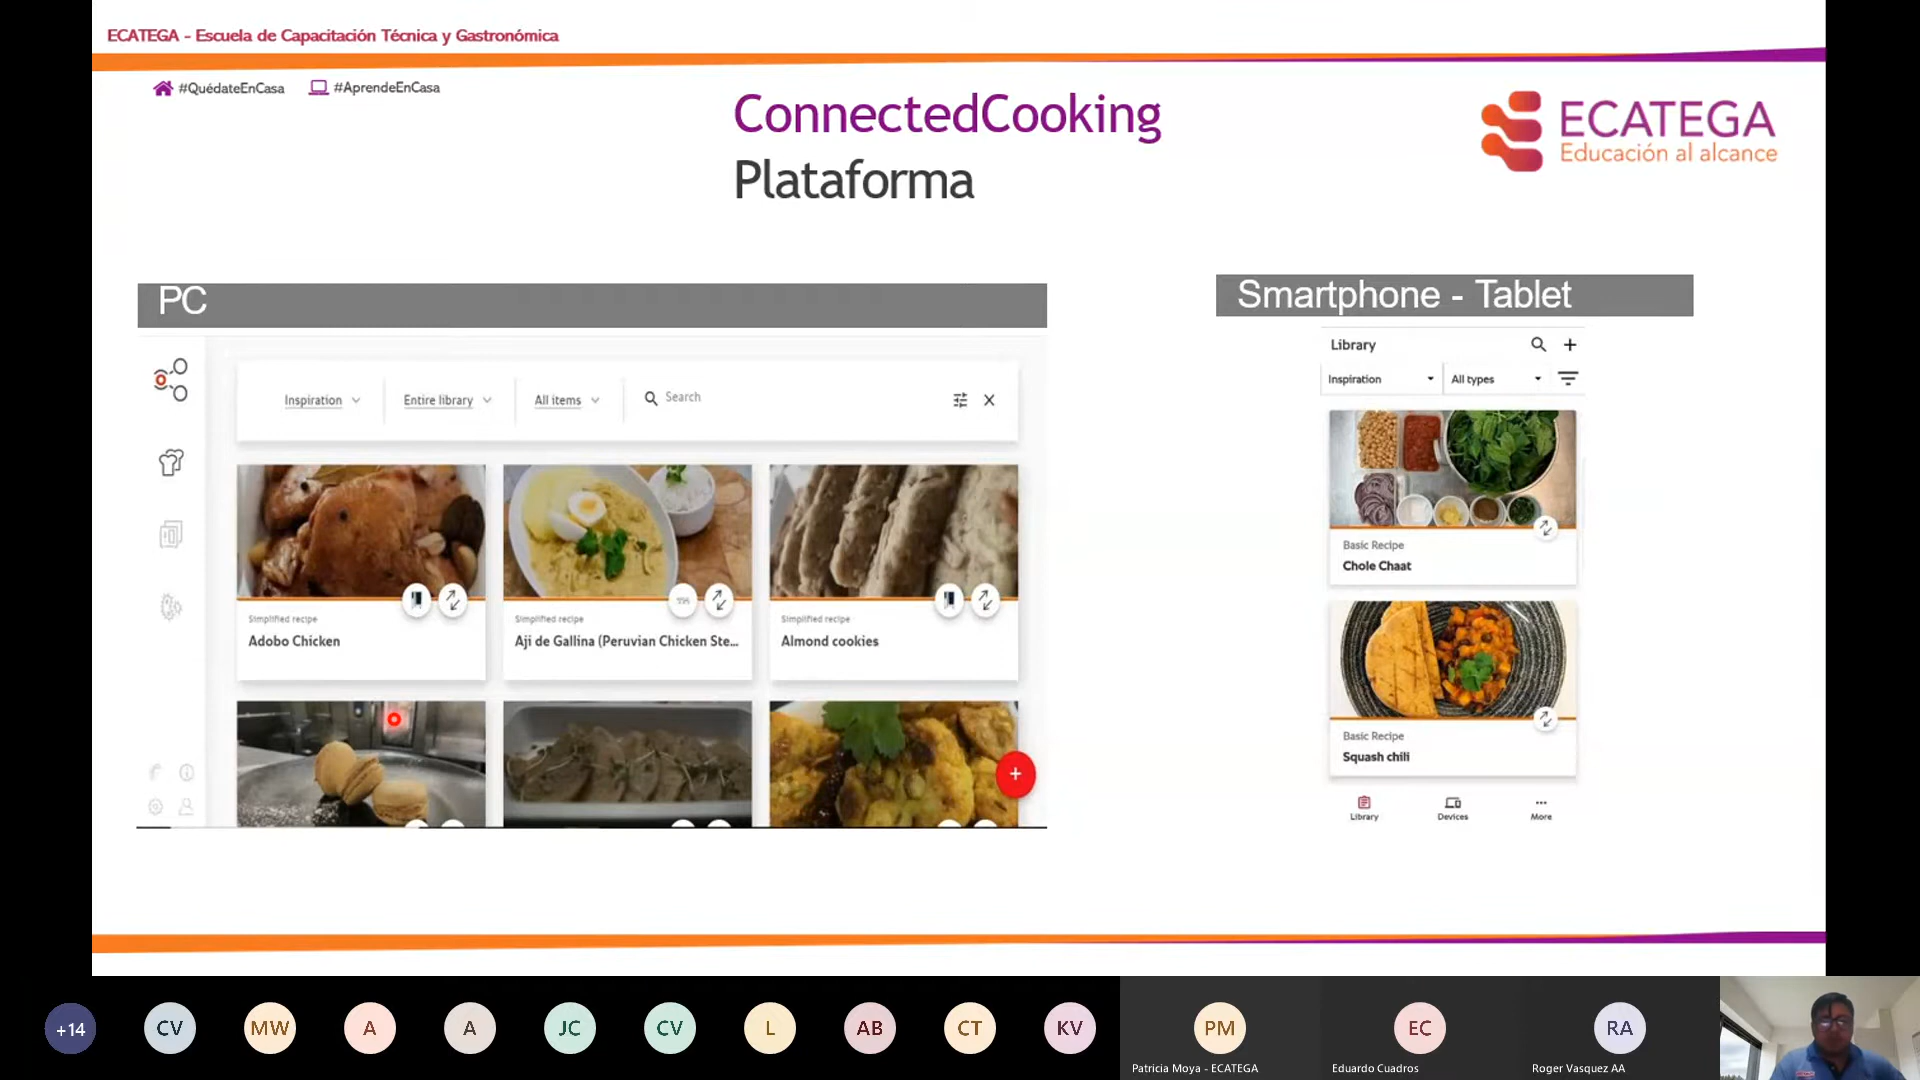 ECATEGA - Escuela de Capacitación Técnica y Gastronómica
#QuédateEnCasa
#AprendeEnCasa
ConnectedCooking
Plataforma
ECATEGA
Educación al alcance
PC
Smartphone - Tablet
Inspiration
Entire library
All items
Search
Simplified recipe
Adobo Chicken
Simplified recipe
Aji de Gallina (Peruvian Chicken Ste...
Simplified recipe
Almond cookies
+
Library
+
Inspiration
All types
Basic Recipe
Chole Chaat
Basic Recipe
Squash chili
Library
Devices
More
+14
CV
MW
A
A
JC
CV
L
AB
CT
KV
PM
Patricia Moya - ECATEGA
EC
Eduardo Cuadros
RA
Roger Vasquez AA